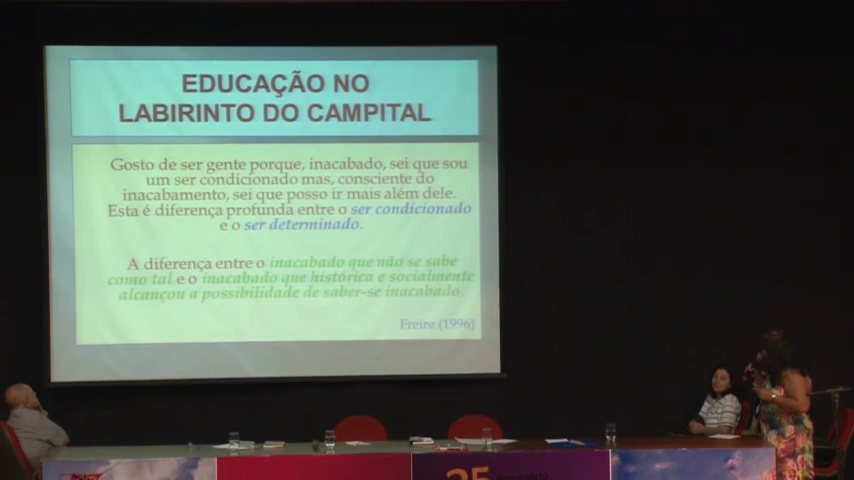 EDUCAÇÃO NO
LABIRINTO DO CAMPITAL
Gosto de ser gente porque, inacabado, sei que sou
um ser condicionado mas, consciente do
inacabamento, sei que posso ir mais além dele.
Esta é diferença profunda entre o ser condicionado
e o ser determinado.
A diferença entre o inacabado que não se sabe
como tal e o inacabado que histórica e socialmente
alcançou a possibilidade de saber-se inacabado.
Freire (1996)
25